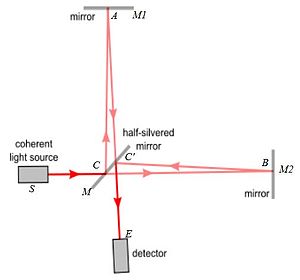 mirror A M1
half-silvered
mirror
coherent
light source
C C'
B M2
S
M
mirror
E
detector